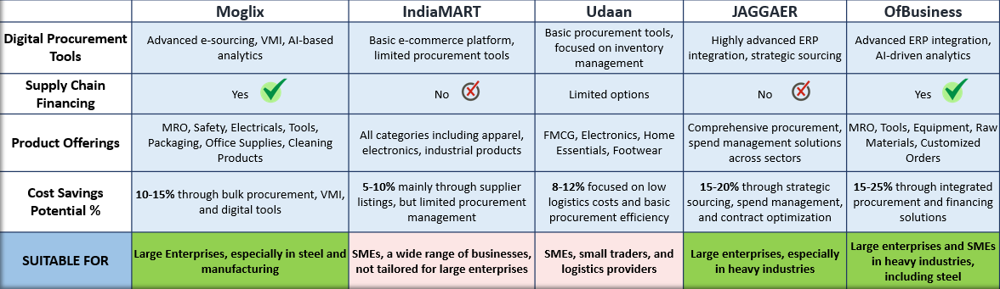 Moglix IndiaMART Udaan JAGGAER OfBusiness
Digital Procurement
Tools
Advanced e-sourcing, VMI, AI-based
analytics
Basic e-commerce platform,
limited procurement tools
Basic procurement tools,
focused on inventory
management
Highly advanced ERP
integration, strategic sourcing
Advanced ERP integration,
AI-driven analytics
Supply Chain
Financing
Yes
No
Limited options
No
Yes
Product Offerings
MRO, Safety, Electricals, Tools,
Packaging, Office Supplies, Cleaning
Products
All categories including apparel,
electronics, industrial products
FMCG, Electronics, Home
Essentials, Footwear
Comprehensive procurement,
spend management solutions
across sectors
MRO, Tools, Equipment, Raw
Materials, Customized
Orders
Cost Savings
Potential %
10-15% through bulk procurement, VMI,
and digital tools
5-10% mainly through supplier
listings, but limited procurement
management
8-12% focused on low
logistics costs and basic
procurement efficiency
15-20% through strategic
sourcing, spend management,
and contract optimization
15-25% through integrated
procurement and financing
solutions
SUITABLE FOR
Large Enterprises, especially in steel and
manufacturing
SMEs, a wide range of businesses,
not tailored for large enterprises
SMEs, small traders, and
logistics providers
Large enterprises, especially
in heavy industries
Large enterprises and SMEs
in heavy industries,
including steel